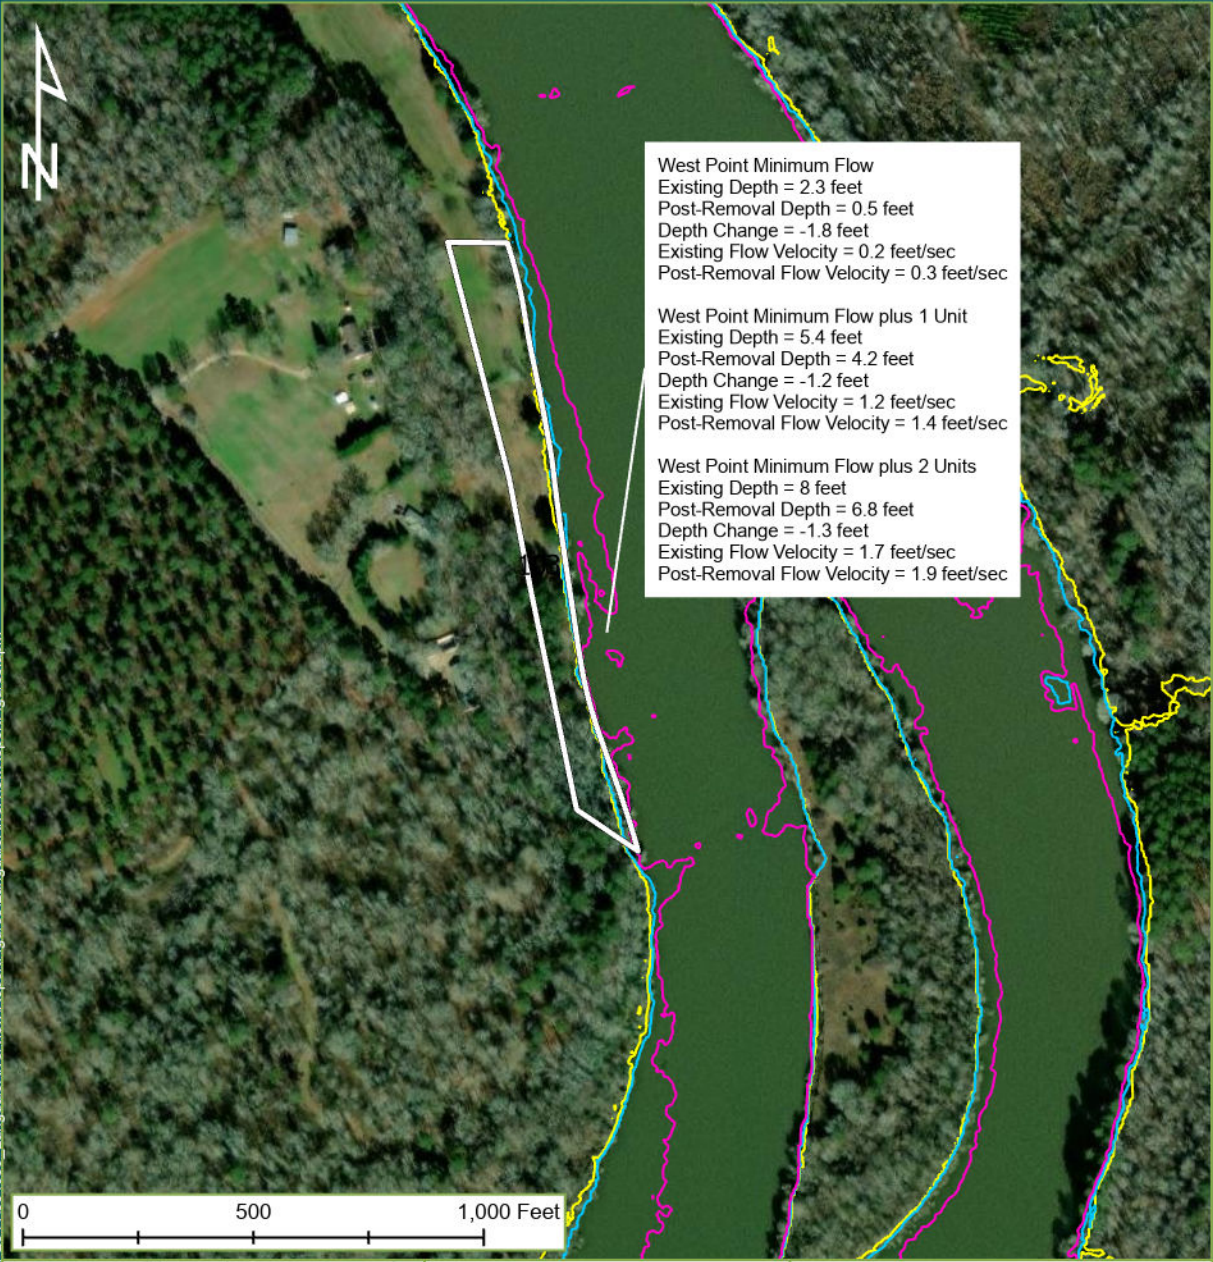 N
West Point Minimum Flow
Existing Depth = 2.3 feet
Post-Removal Depth = 0.5 feet
Depth Change = -1.8 feet
Existing Flow Velocity = 0.2 feet/sec
Post-Removal Flow Velocity = 0.3 feet/sec
West Point Minimum Flow plus 1 Unit
Existing Depth = 5.4 feet
Post-Removal Depth = 4.2 feet
Depth Change = -1.2 feet
Existing Flow Velocity = 1.2 feet/sec
Post-Removal Flow Velocity = 1.4 feet/sec
West Point Minimum Flow plus 2 Units
Existing Depth = 8 feet
Post-Removal Depth = 6.8 feet
Depth Change = -1.3 feet
Existing Flow Velocity = 1.7 feet/sec
Post-Removal Flow Velocity = 1.9 feet/sec
0 500 1,000 Feet